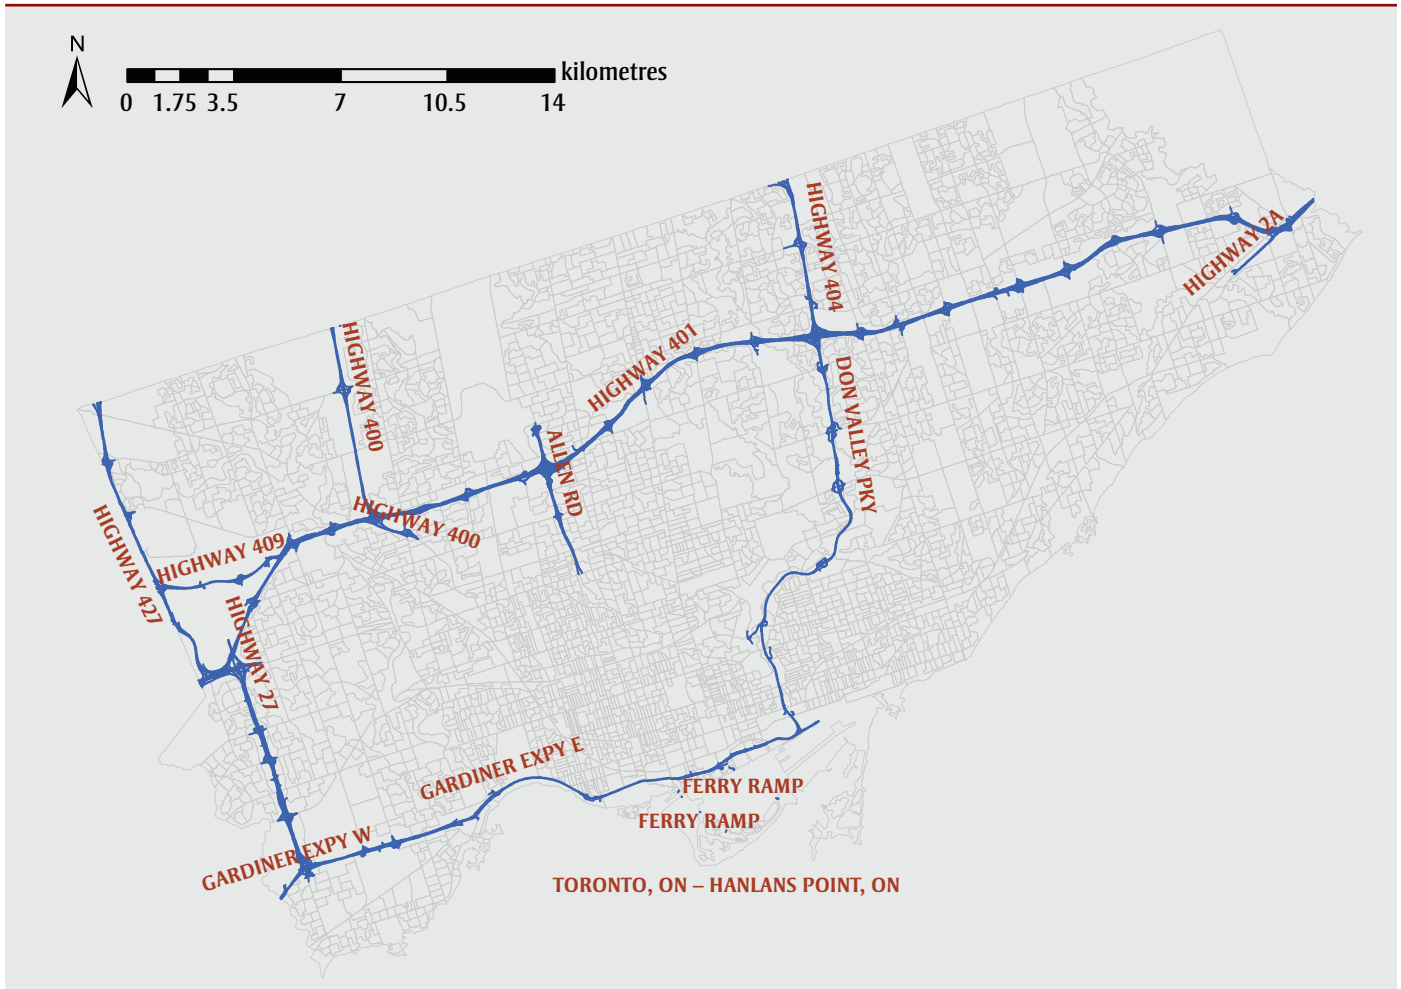 N
kilometres
0 1.75 3.5 7 10.5 14
HIGHWAY 404
HIGHWAY 2A
HIGHWAY 400
HIGHWAY 401
DON VALLEY PKY
ALLEN RD
HIGHWAY 400
HIGHWAY 427
HIGHWAY 409
HIGHWAY 27
GARDINER EXPY E
FERRY RAMP
FERRY RAMP
GARDINER EXPY W
TORONTO, ON – HANLANS POINT, ON